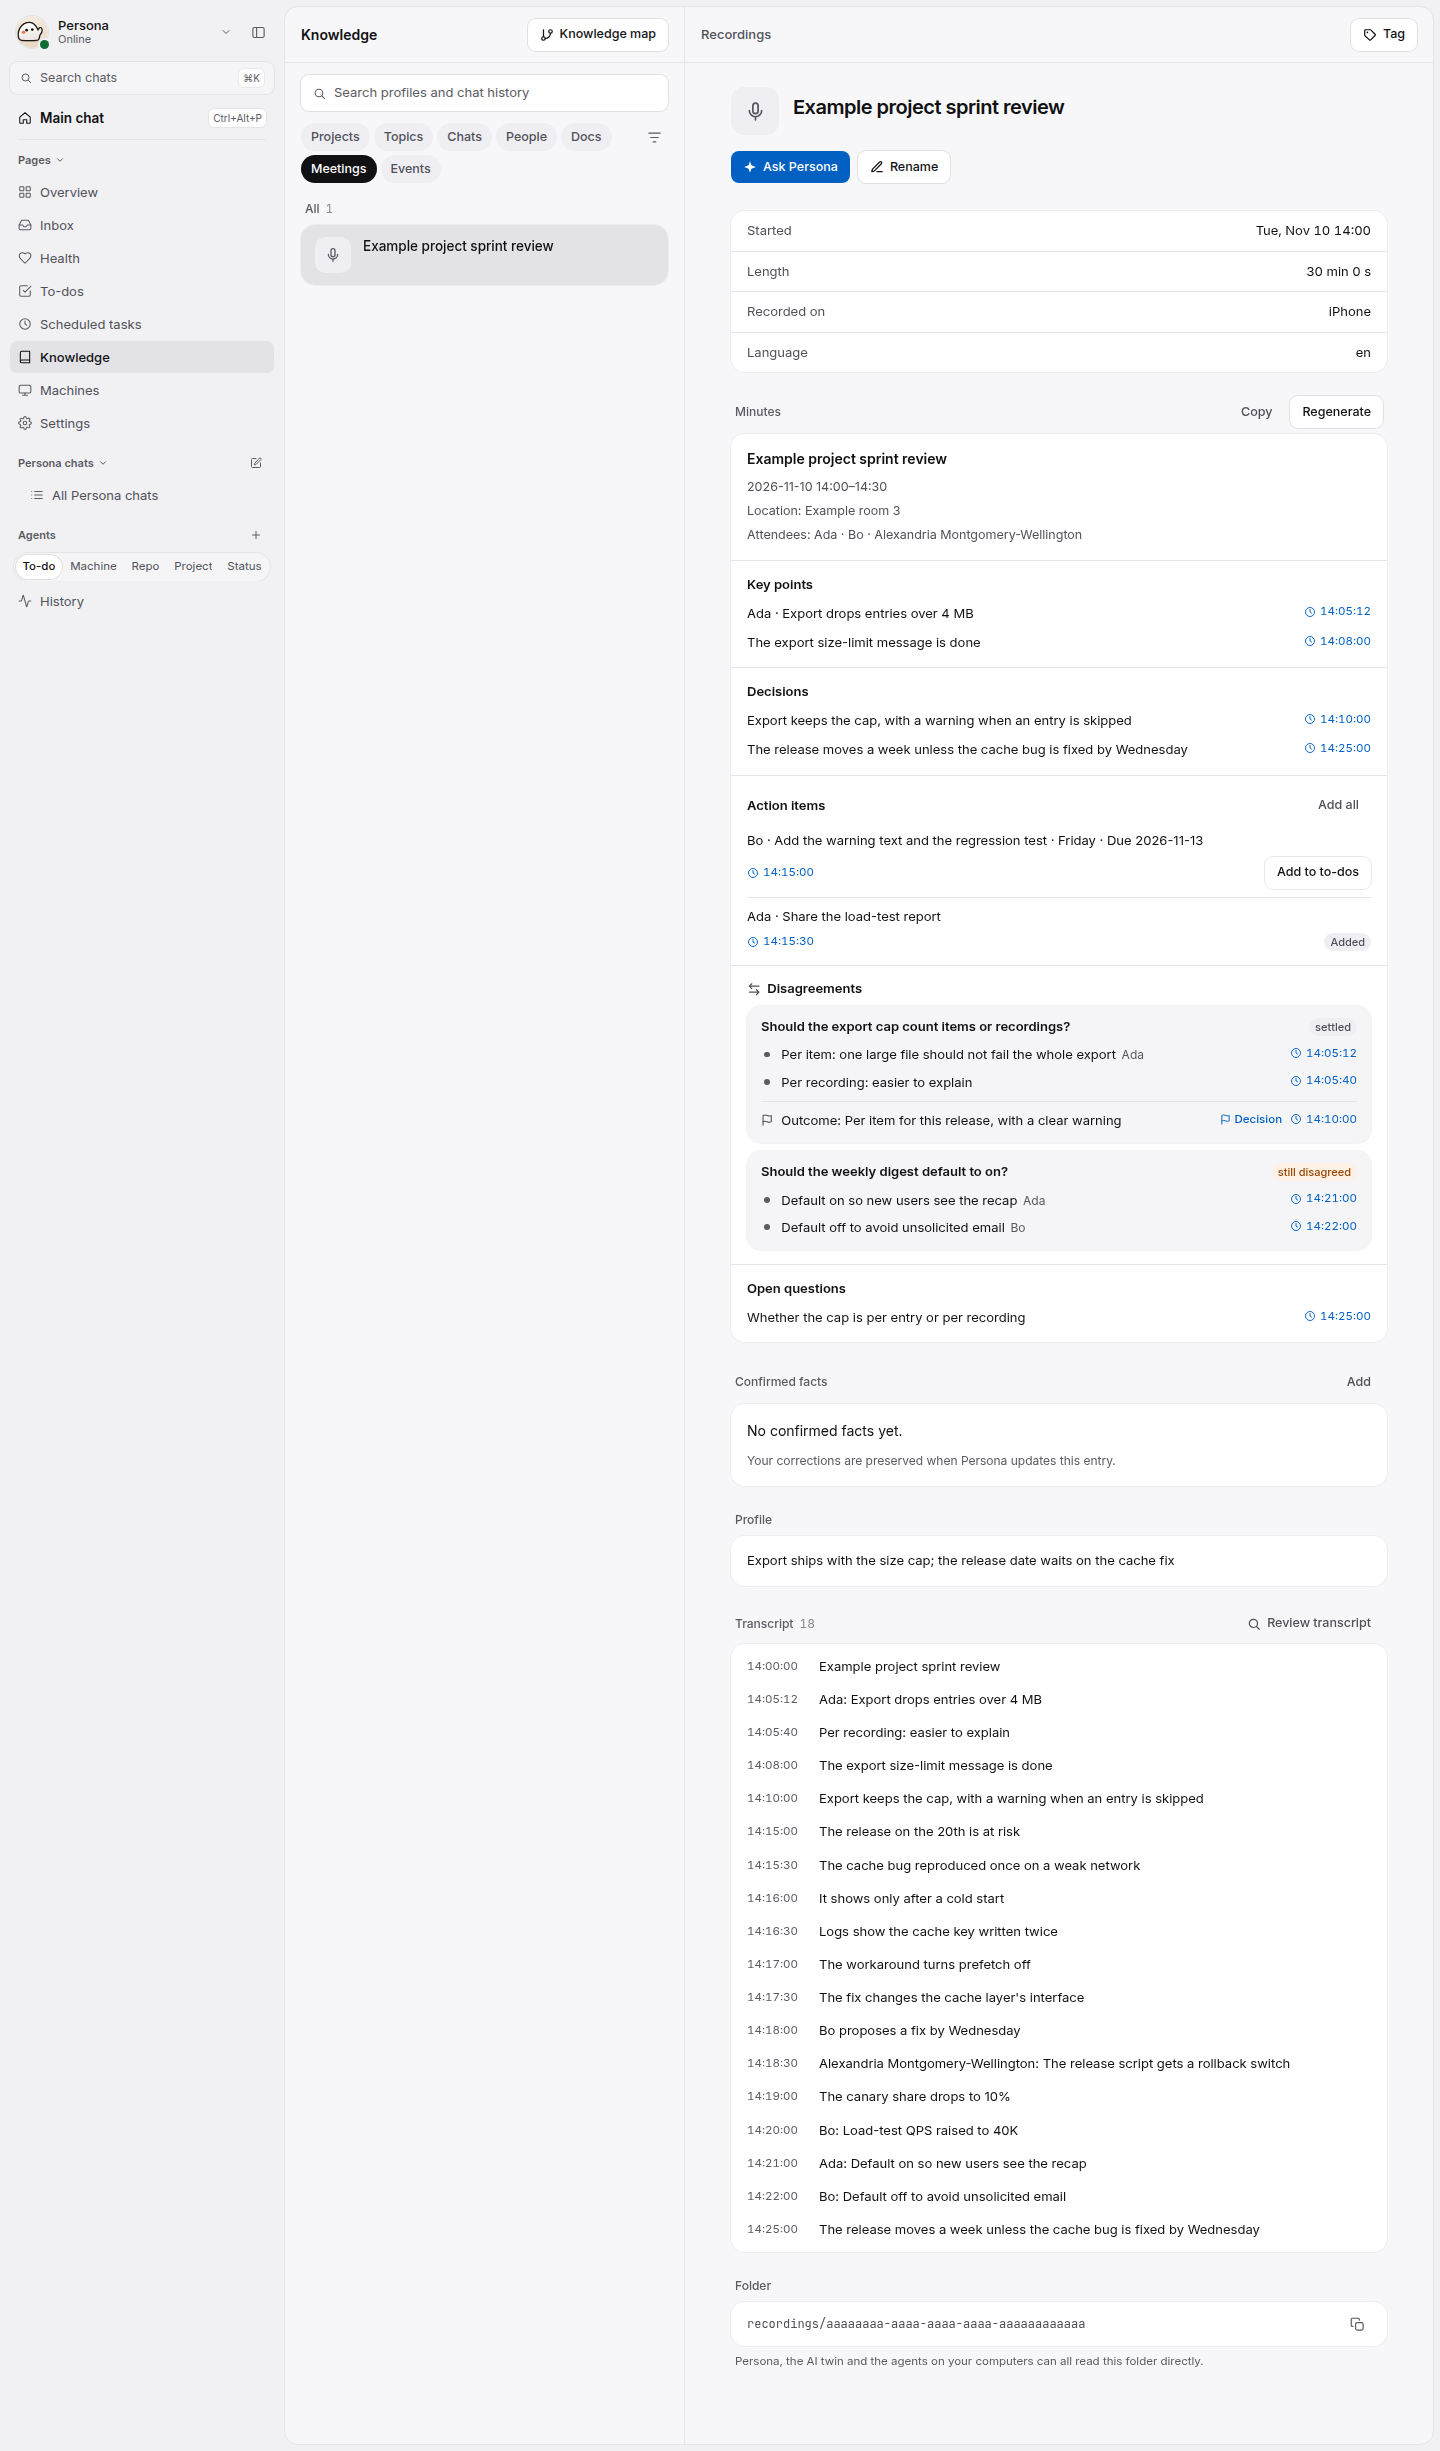 Persona
Online
Search chats
⌘K
Main chat
Ctrl+Alt+P
Pages
Overview
Inbox
Health
To-dos
Scheduled tasks
Knowledge
Machines
Settings
Persona chats
All Persona chats
Agents
To-do Machine Repo Project Status
History
Knowledge
Knowledge map
Search profiles and chat history
Projects Topics Chats People Docs
Meetings Events
All 1
Example project sprint review
Recordings
Tag
Example project sprint review
Ask Persona
Rename
Started Tue, Nov 10 14:00
Length 30 min 0 s
Recorded on iPhone
Language en
Minutes Copy Regenerate
Example project sprint review
2026-11-10 14:00–14:30
Location: Example room 3
Attendees: Ada · Bo · Alexandria Montgomery-Wellington
Key points
Ada · Export drops entries over 4 MB 14:05:12
The export size-limit message is done 14:08:00
Decisions
Export keeps the cap, with a warning when an entry is skipped 14:10:00
The release moves a week unless the cache bug is fixed by Wednesday 14:25:00
Action items Add all
Bo · Add the warning text and the regression test · Friday · Due 2026-11-13
14:15:00 Add to to-dos
Ada · Share the load-test report
14:15:30 Added
Disagreements
Should the export cap count items or recordings? settled
Per item: one large file should not fail the whole export Ada 14:05:12
Per recording: easier to explain 14:05:40
Outcome: Per item for this release, with a clear warning Decision 14:10:00
Should the weekly digest default to on? still disagreed
Default on so new users see the recap Ada 14:21:00
Default off to avoid unsolicited email Bo 14:22:00
Open questions
Whether the cap is per entry or per recording 14:25:00
Confirmed facts Add
No confirmed facts yet.
Your corrections are preserved when Persona updates this entry.
Profile
Export ships with the size cap; the release date waits on the cache fix
Transcript 18 Review transcript
14:00:00 Example project sprint review
14:05:12 Ada: Export drops entries over 4 MB
14:05:40 Per recording: easier to explain
14:08:00 The export size-limit message is done
14:10:00 Export keeps the cap, with a warning when an entry is skipped
14:15:00 The release on the 20th is at risk
14:15:30 The cache bug reproduced once on a weak network
14:16:00 It shows only after a cold start
14:16:30 Logs show the cache key written twice
14:17:00 The workaround turns prefetch off
14:17:30 The fix changes the cache layer's interface
14:18:00 Bo proposes a fix by Wednesday
14:18:30 Alexandria Montgomery-Wellington: The release script gets a rollback switch
14:19:00 The canary share drops to 10%
14:20:00 Bo: Load-test QPS raised to 40K
14:21:00 Ada: Default on so new users see the recap
14:22:00 Bo: Default off to avoid unsolicited email
14:25:00 The release moves a week unless the cache bug is fixed by Wednesday
Folder
recordings/aaaaaaaa-aaaa-aaaa-aaaa-aaaaaaaaaaaa
Persona, the AI twin and the agents on your computers can all read this folder directly.